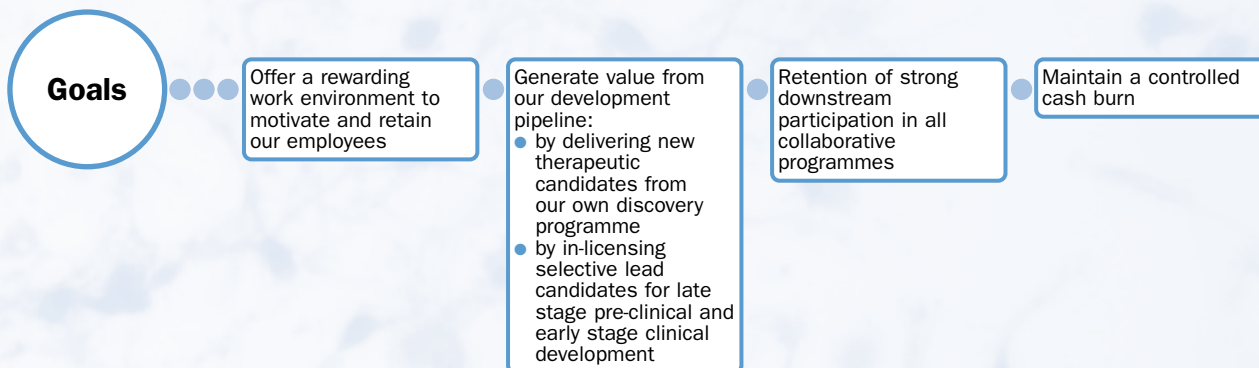 Goals
Offer a rewarding
work environment to
motivate and retain
our employees
Generate value from
our development
pipeline:
● by delivering new
therapeutic
candidates from
our own discovery
programme
● by in-licensing
selective lead
candidates for late
stage pre-clinical and
early stage clinical
development
Retention of strong
downstream
participation in all
collaborative
programmes
Maintain a controlled
cash burn